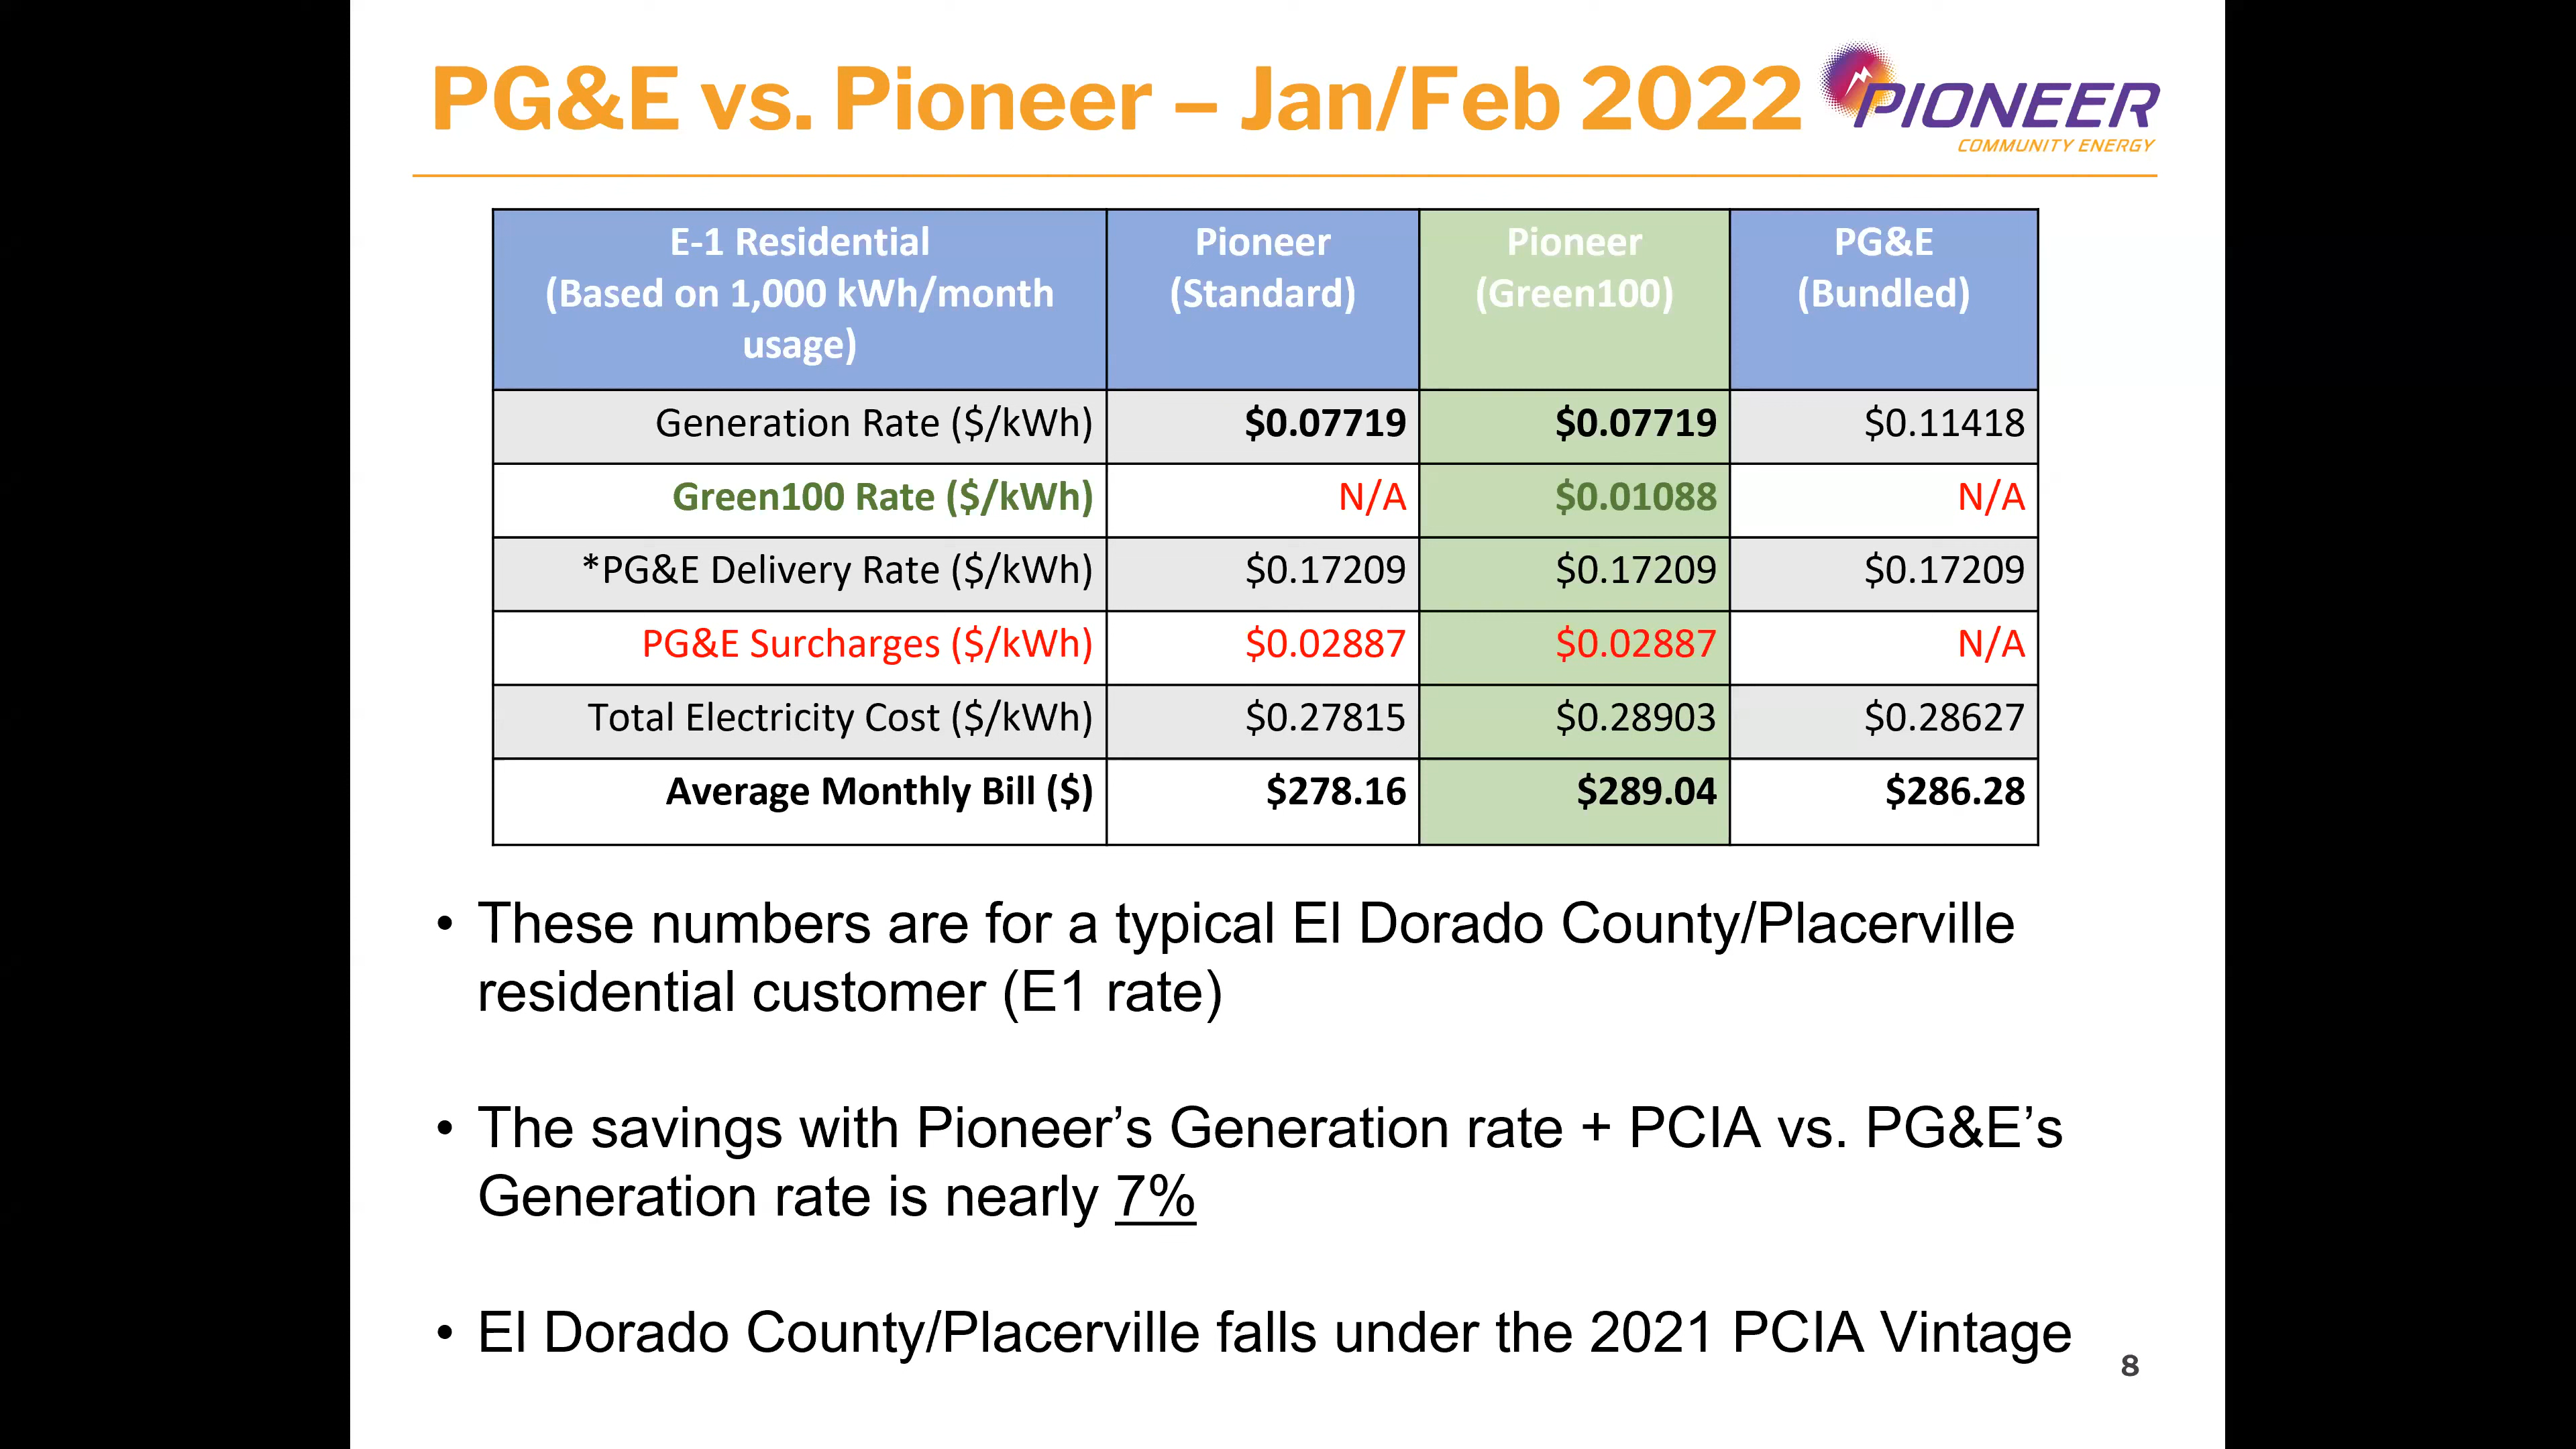 PG&E vs. Pioneer – Jan/Feb 2022
PIONEER
COMMUNITY ENERGY
E-1 Residential
(Based on 1,000 kWh/month
usage)
Pioneer
(Standard)
Pioneer
(Green100)
PG&E
(Bundled)
Generation Rate ($/kWh) $0.07719 $0.07719 $0.11418
Green100 Rate ($/kWh) N/A $0.01088 N/A
*PG&E Delivery Rate ($/kWh) $0.17209 $0.17209 $0.17209
PG&E Surcharges ($/kWh) $0.02887 $0.02887 N/A
Total Electricity Cost ($/kWh) $0.27815 $0.28903 $0.28627
Average Monthly Bill ($) $278.16 $289.04 $286.28
• These numbers are for a typical El Dorado County/Placerville
residential customer (E1 rate)
• The savings with Pioneer’s Generation rate + PCIA vs. PG&E’s
Generation rate is nearly 7%
• El Dorado County/Placerville falls under the 2021 PCIA Vintage
8